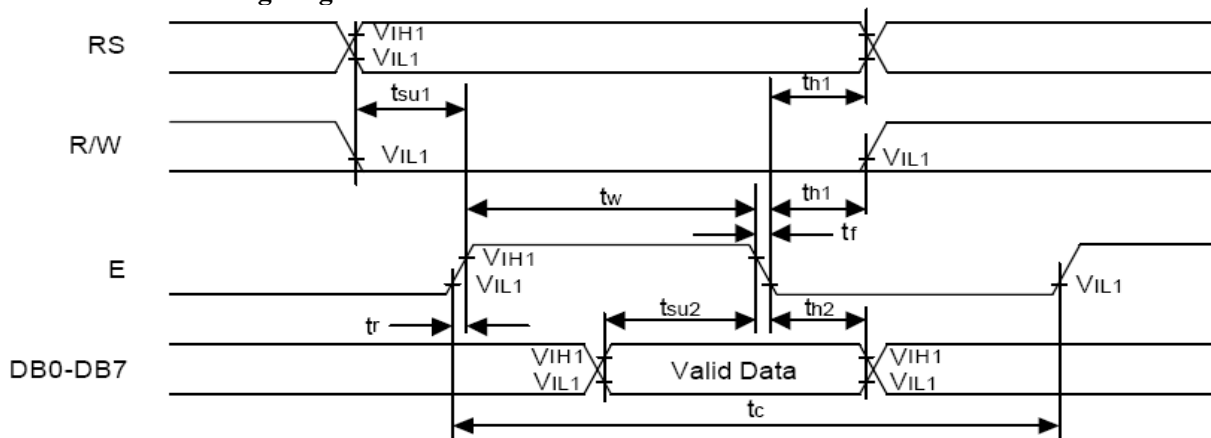 RS
VIH1
VIL1
tsu1
th1
R/W
VIL1
VIL1
tw
th1
tf
E
VIH1
VIL1
VIL1
tr
tsu2
th2
DB0-DB7
VIH1
VIL1
Valid Data
VIH1
VIL1
tc